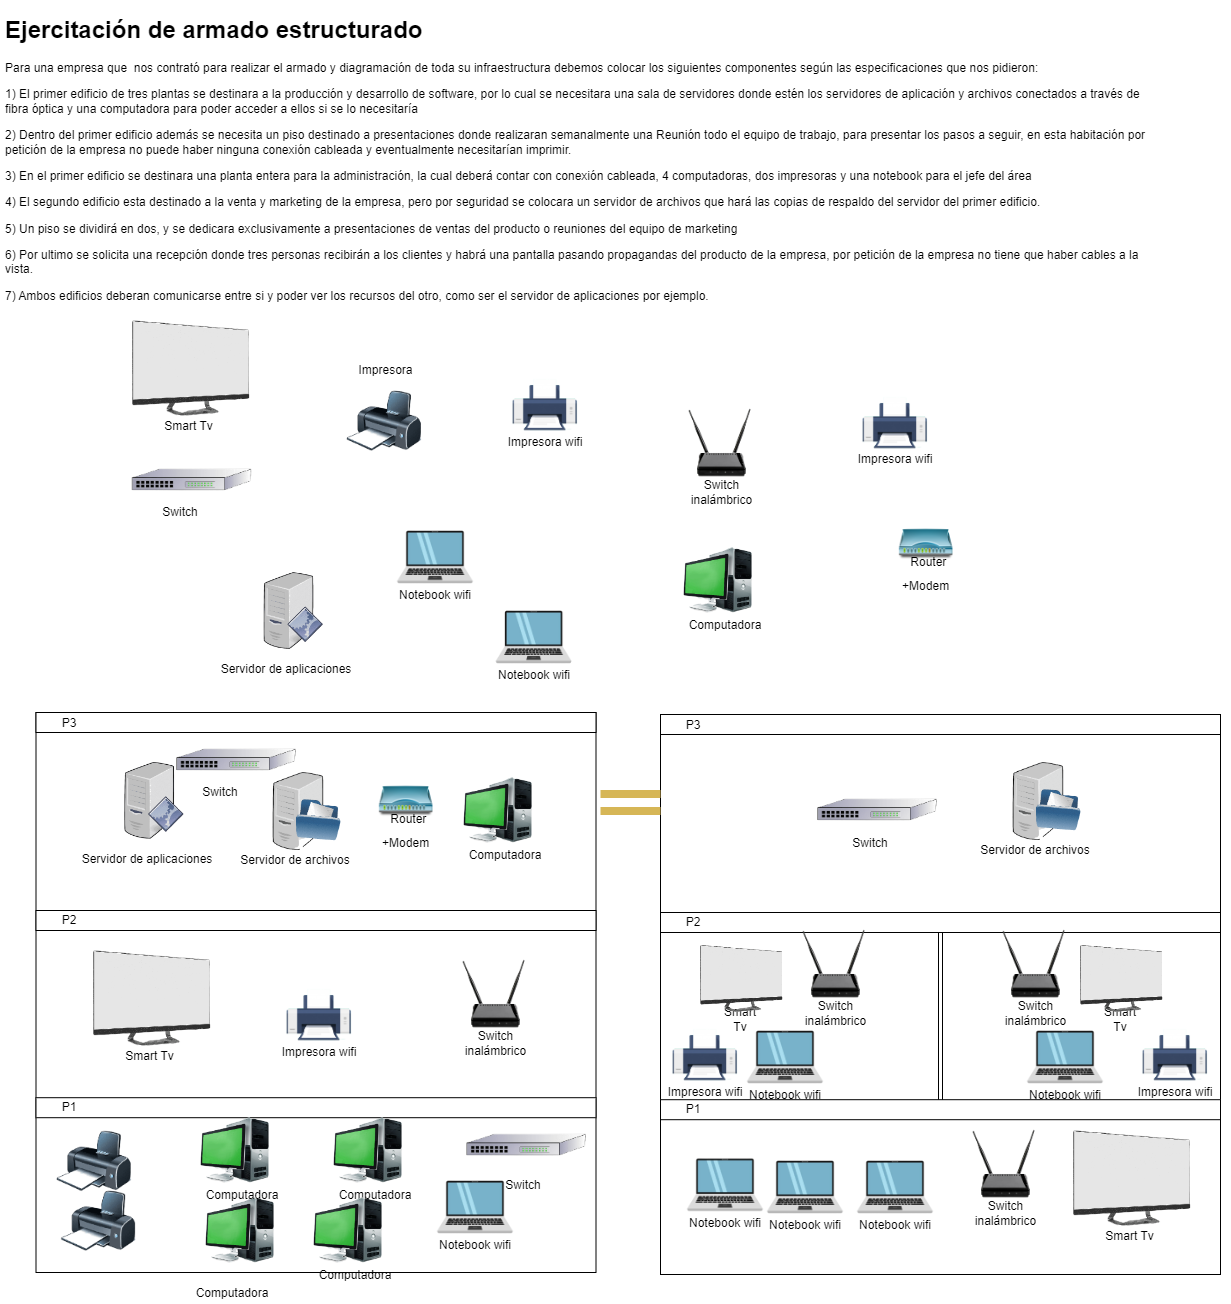 Ejercitación de armado estructurado
Para una empresa que  nos contrató para realizar el armado y diagramación de toda su infraestructura debemos colocar los siguientes componentes según las especificaciones que nos pidieron:
1) El primer edificio de tres plantas se destinara a la producción y desarrollo de software, por lo cual se necesitara una sala de servidores donde estén los servidores de aplicación y archivos conectados a través de
fibra óptica y una computadora para poder acceder a ellos si se lo necesitaría
2) Dentro del primer edificio además se necesita un piso destinado a presentaciones donde realizaran semanalmente una Reunión todo el equipo de trabajo, para presentar los pasos a seguir, en esta habitación por
petición de la empresa no puede haber ninguna conexión cableada y eventualmente necesitarían imprimir.
3) En el primer edificio se destinara una planta entera para la administración, la cual deberá contar con conexión cableada, 4 computadoras, dos impresoras y una notebook para el jefe del área
4) El segundo edificio esta destinado a la venta y marketing de la empresa, pero por seguridad se colocara un servidor de archivos que hará las copias de respaldo del servidor del primer edificio.
5) Un piso se dividirá en dos, y se dedicara exclusivamente a presentaciones de ventas del producto o reuniones del equipo de marketing
6) Por ultimo se solicita una recepción donde tres personas recibirán a los clientes y habrá una pantalla pasando propagandas del producto de la empresa, por petición de la empresa no tiene que haber cables a la
vista.
7) Ambos edificios deberan comunicarse entre si y poder ver los recursos del otro, como ser el servidor de aplicaciones por ejemplo.
Impresora
Smart Tv
Impresora wifi
Impresora wifi
Switch
inalámbrico
Switch
Router
+Modem
Notebook wifi
Computadora
Servidor de aplicaciones
Notebook wifi
P3
Switch
Servidor de aplicaciones
Servidor de archivos
Router
+Modem
Computadora
P3
Switch
Servidor de archivos
P2
Smart Tv
Impresora wifi
Switch
inalámbrico
P2
Smart
Tv
Switch
inalámbrico
Impresora wifi
Notebook wifi
Switch
inalámbrico
Smart
Tv
Notebook wifi
Impresora wifi
P1
Computadora
Computadora
Switch
Notebook wifi
Computadora
Computadora
P1
Notebook wifi
Notebook wifi
Notebook wifi
Switch
inalámbrico
Smart Tv